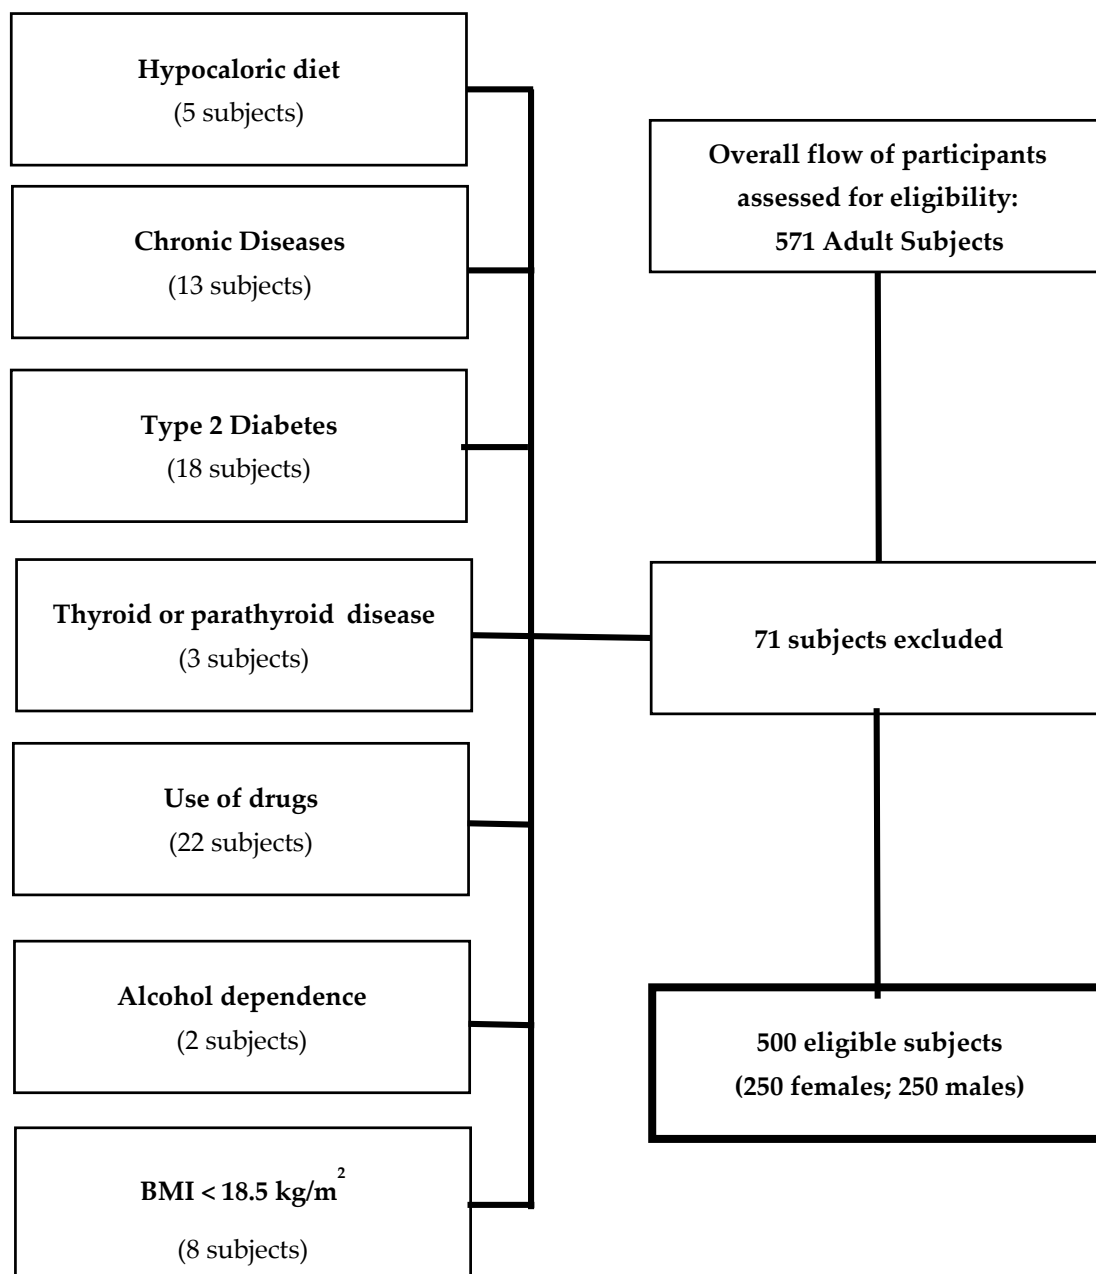 Hypocaloric diet
(5 subjects)
Chronic Diseases
(13 subjects)
Type 2 Diabetes
(18 subjects)
Thyroid or parathyroid  disease
(3 subjects)
Use of drugs
(22 subjects)
Alcohol dependence
(2 subjects)
BMI < 18.5 kg/m²
(8 subjects)
Overall flow of participants
assessed for eligibility:
571 Adult Subjects
71 subjects excluded
500 eligible subjects
(250 females; 250 males)